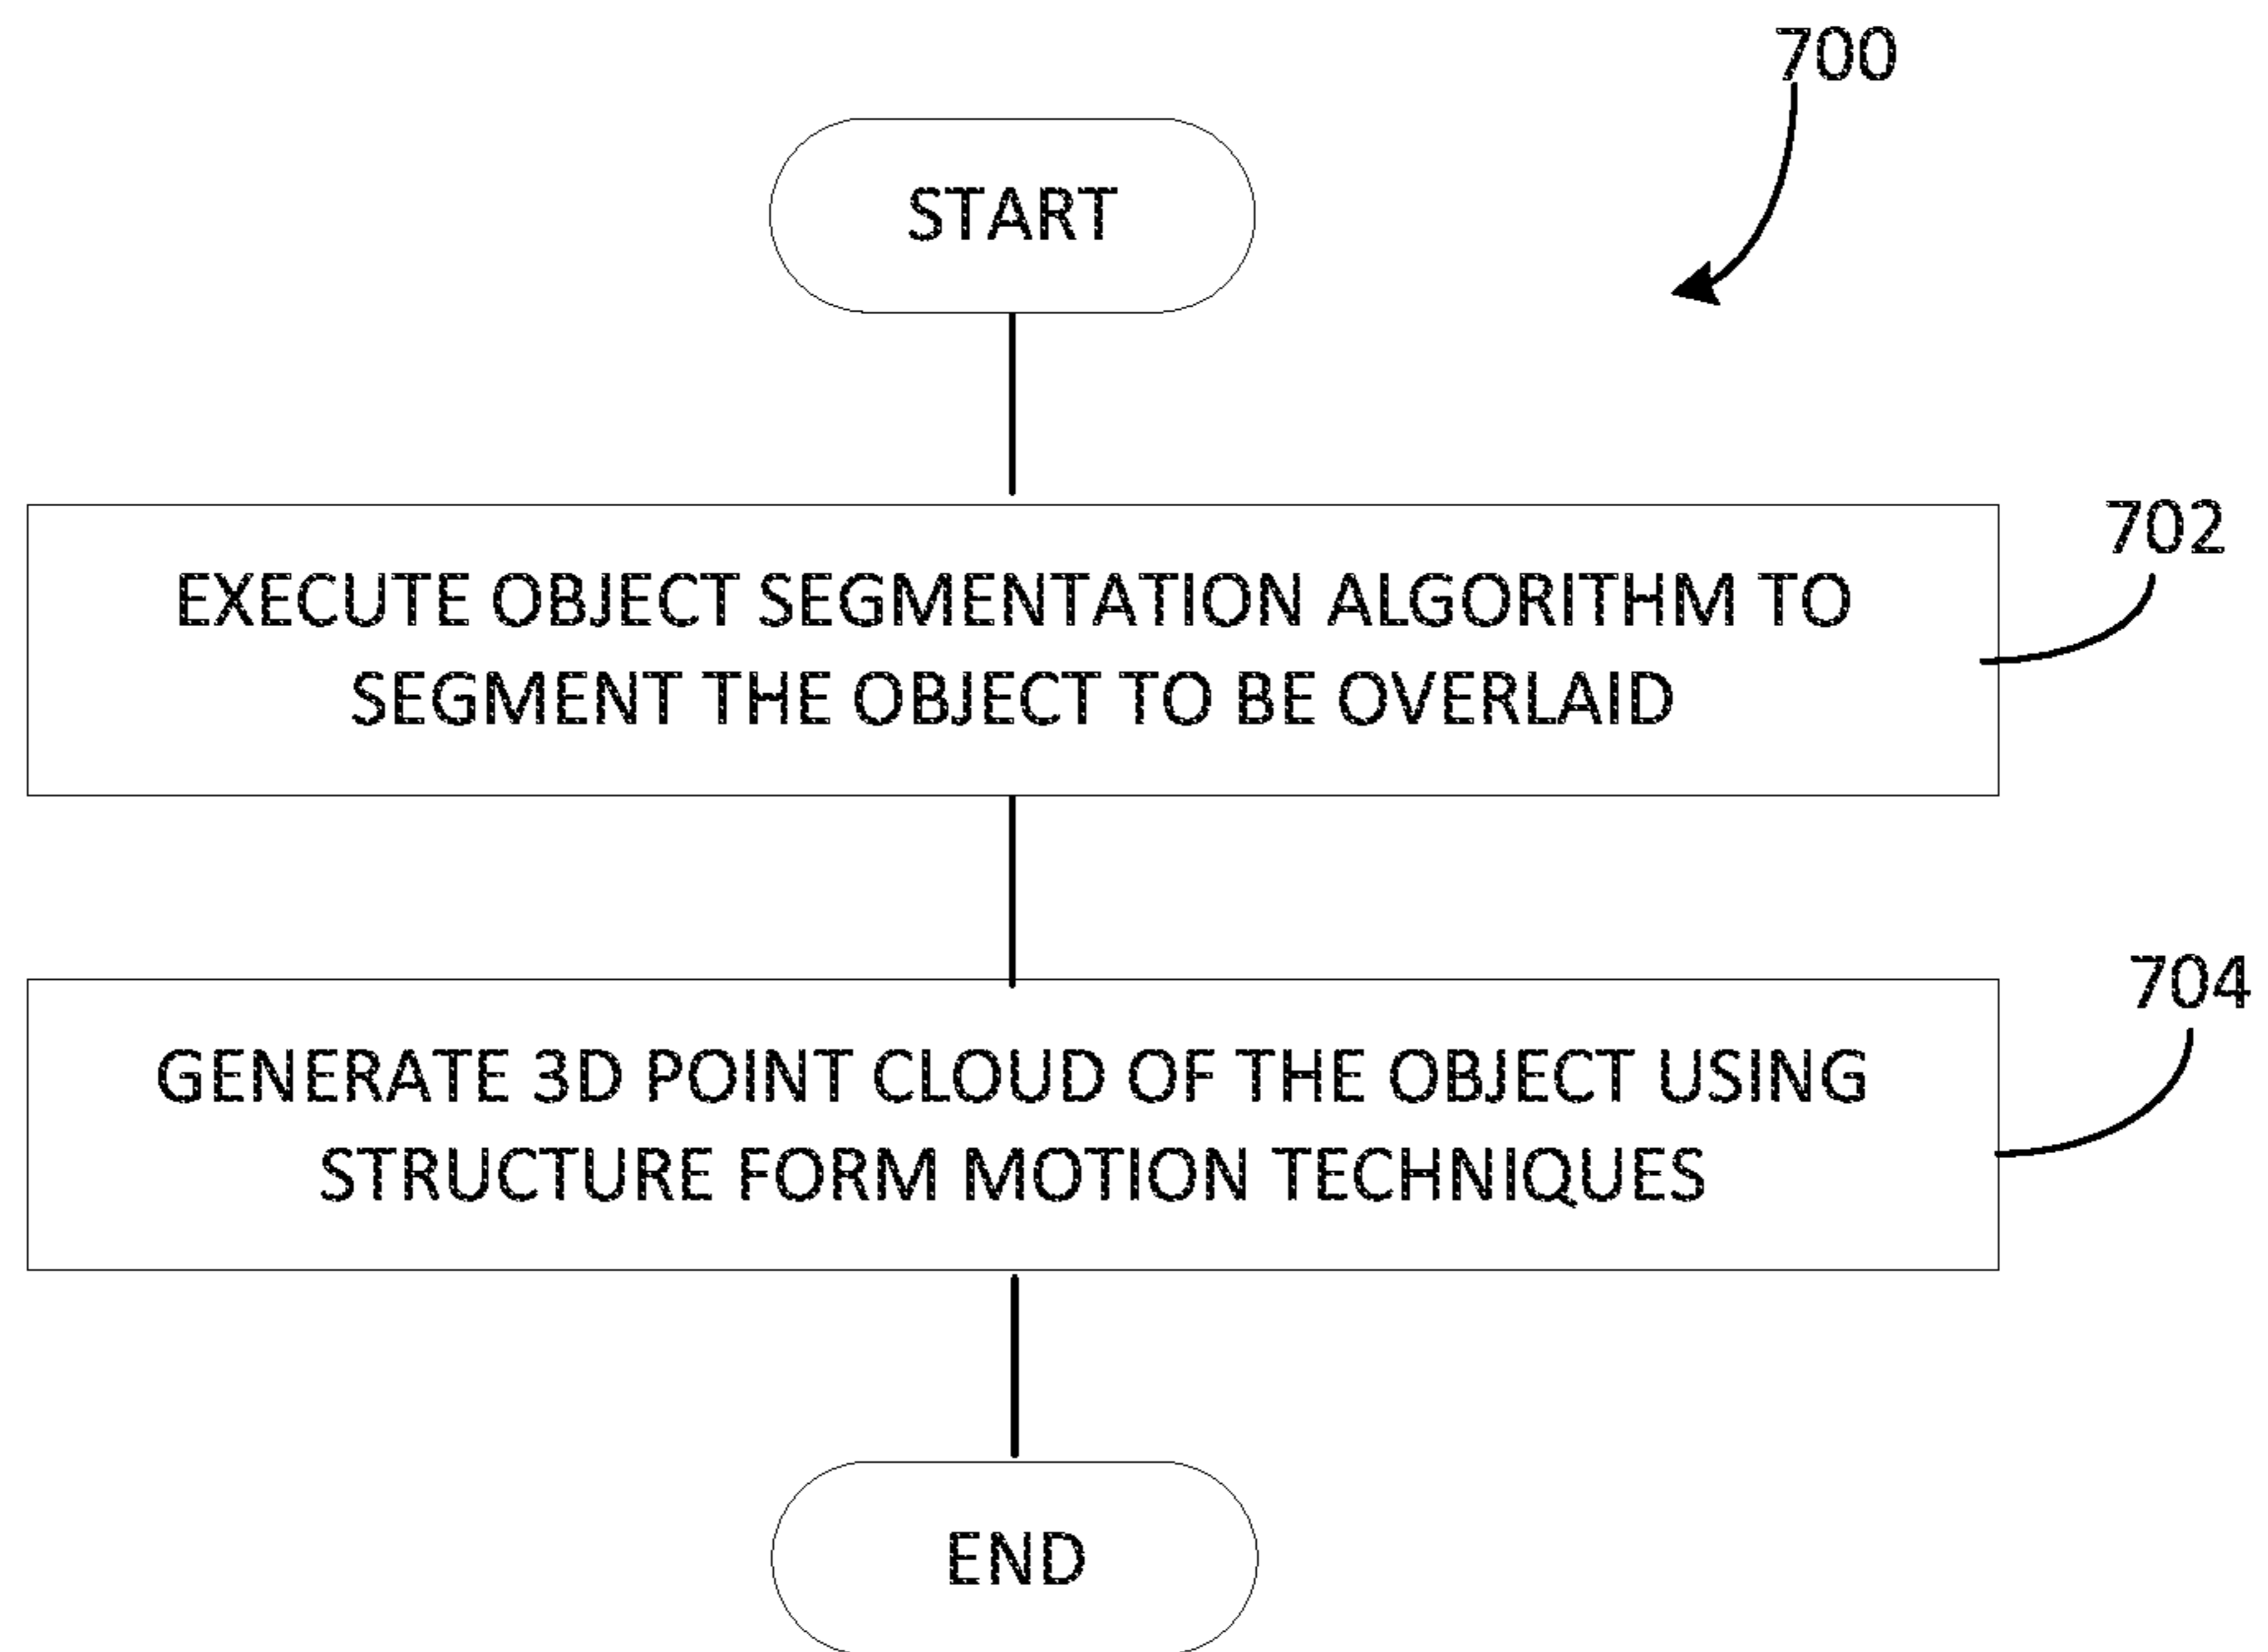 700
START
702
EXECUTE OBJECT SEGMENTATION ALGORITHM TO
SEGMENT THE OBJECT TO BE OVERLAID
704
GENERATE 3D POINT CLOUD OF THE OBJECT USING
STRUCTURE FORM MOTION TECHNIQUES
END